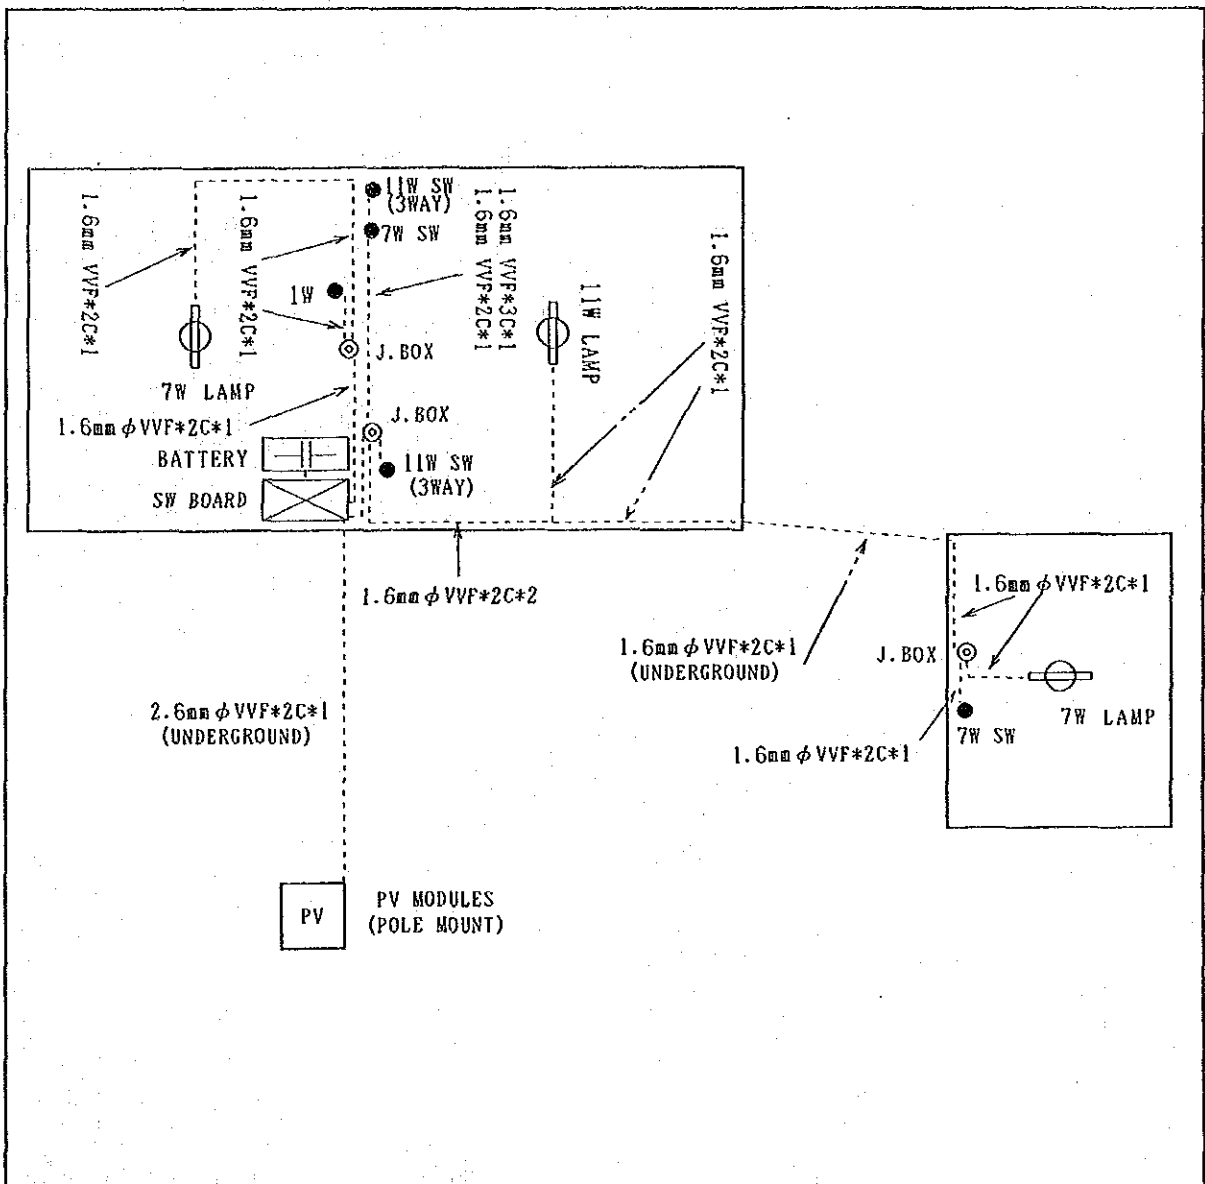 1.6mm VVF*2C*1
1.6mm VVF*2C*1
11W SW
(3WAY)
7W SW
1.6mm VVF*3C*1
1.6mm VVF*2C*1
1.6mm VVF*2C*1
1W
11W LAMP
J.BOX
7W LAMP
1.6mmφVVF*2C*1
J.BOX
BATTERY
11W SW
(3WAY)
SW BOARD
1.6mmφVVF*2C*2
1.6mmφVVF*2C*1
1.6mmφVVF*2C*1
(UNDERGROUND)
J.BOX
2.6mmφVVF*2C*1
(UNDERGROUND)
7W LAMP
7W SW
1.6mmφVVF*2C*1
PV
PV MODULES
(POLE MOUNT)